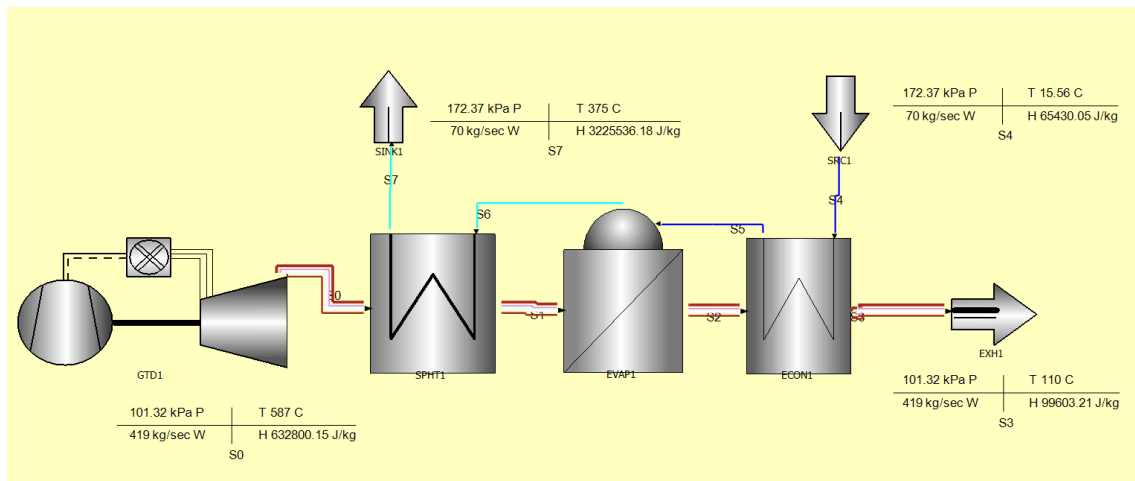 172.37 kPa P T 375 C
70 kg/sec W H 3225536.18 J/kg
S7
172.37 kPa P T 15.56 C
70 kg/sec W H 65430.05 J/kg
S4
SINK1
SRC1
S7
S4
S6
S5
S0
S1
S2
S3
GTD1
SPHT1
EVAP1
ECON1
EXH1
101.32 kPa P T 587 C
419 kg/sec W H 632800.15 J/kg
S0
101.32 kPa P T 110 C
419 kg/sec W H 99603.21 J/kg
S3